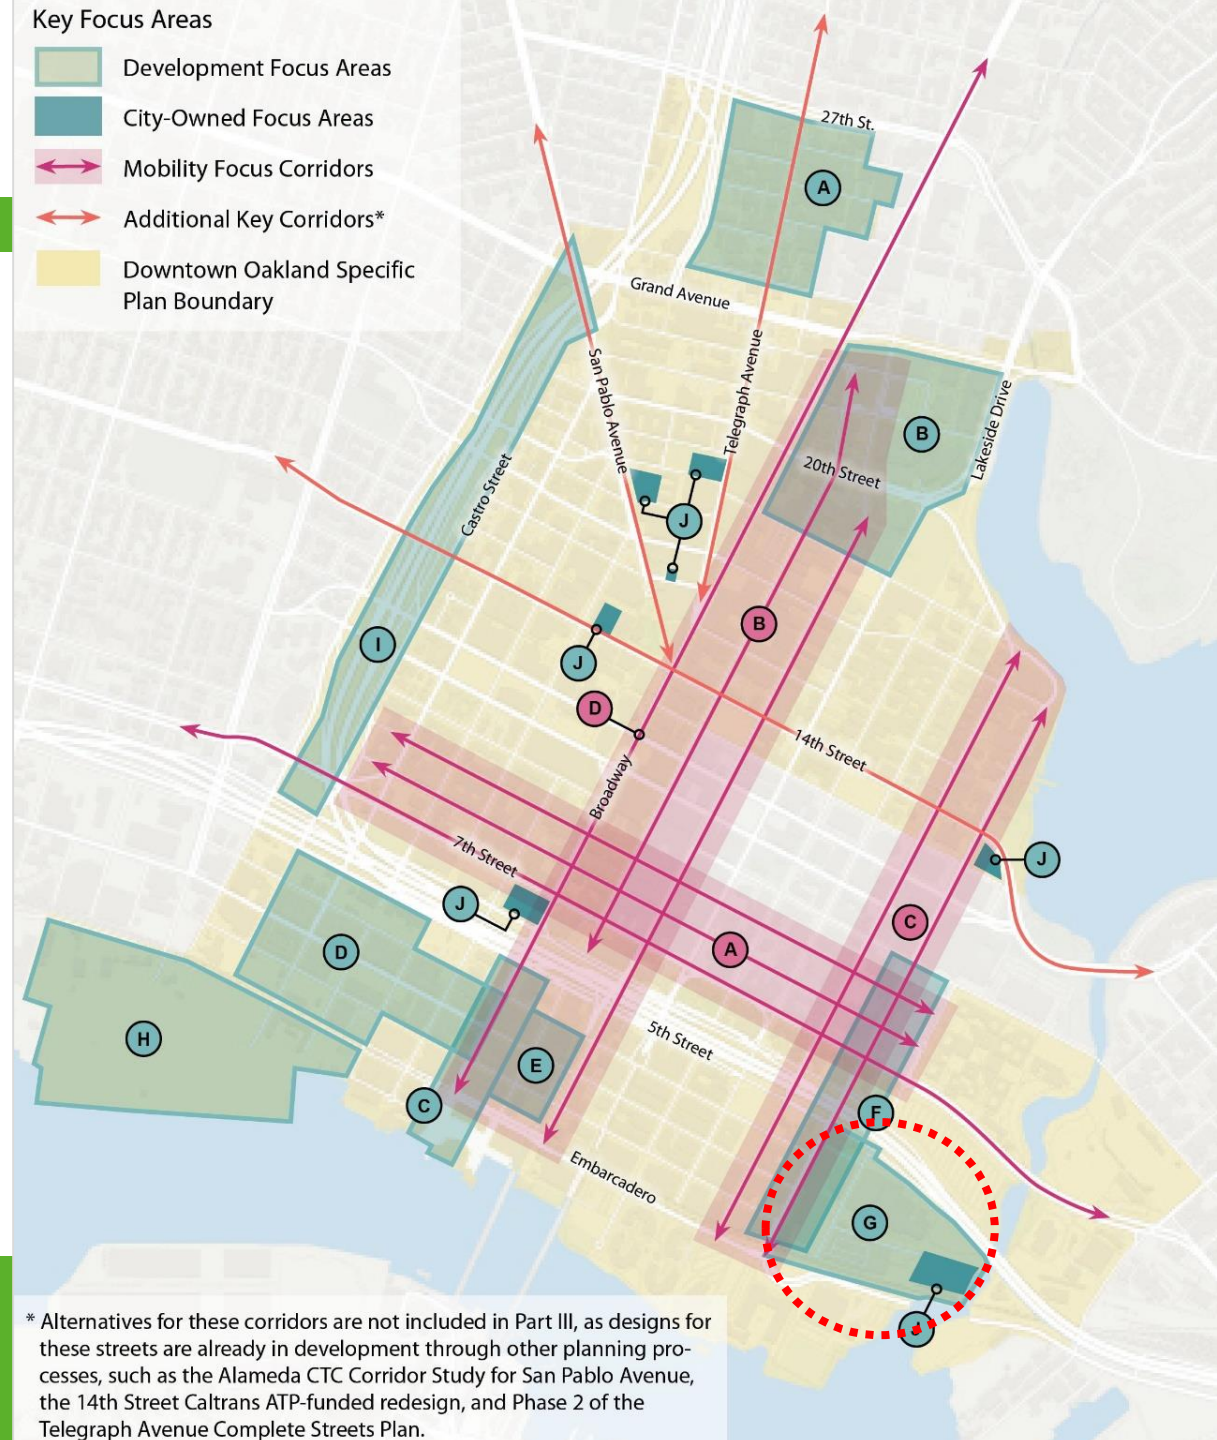 Key Focus Areas
Development Focus Areas
City-Owned Focus Areas
Mobility Focus Corridors
Additional Key Corridors*
Downtown Oakland Specific
Plan Boundary
27th St.
A
Grand Avenue
San Pablo Avenue
Telegraph Avenue
Lakeside Drive
B
20th Street
Castro Street
J
B
I
J
D
14th Street
Broadway
7th Street
J
J
C
A
D
H
5th Street
E
C
F
Embarcadero
G
J
* Alternatives for these corridors are not included in Part III, as designs for
these streets are already in development through other planning pro-
cesses, such as the Alameda CTC Corridor Study for San Pablo Avenue,
the 14th Street Caltrans ATP-funded redesign, and Phase 2 of the
Telegraph Avenue Complete Streets Plan.